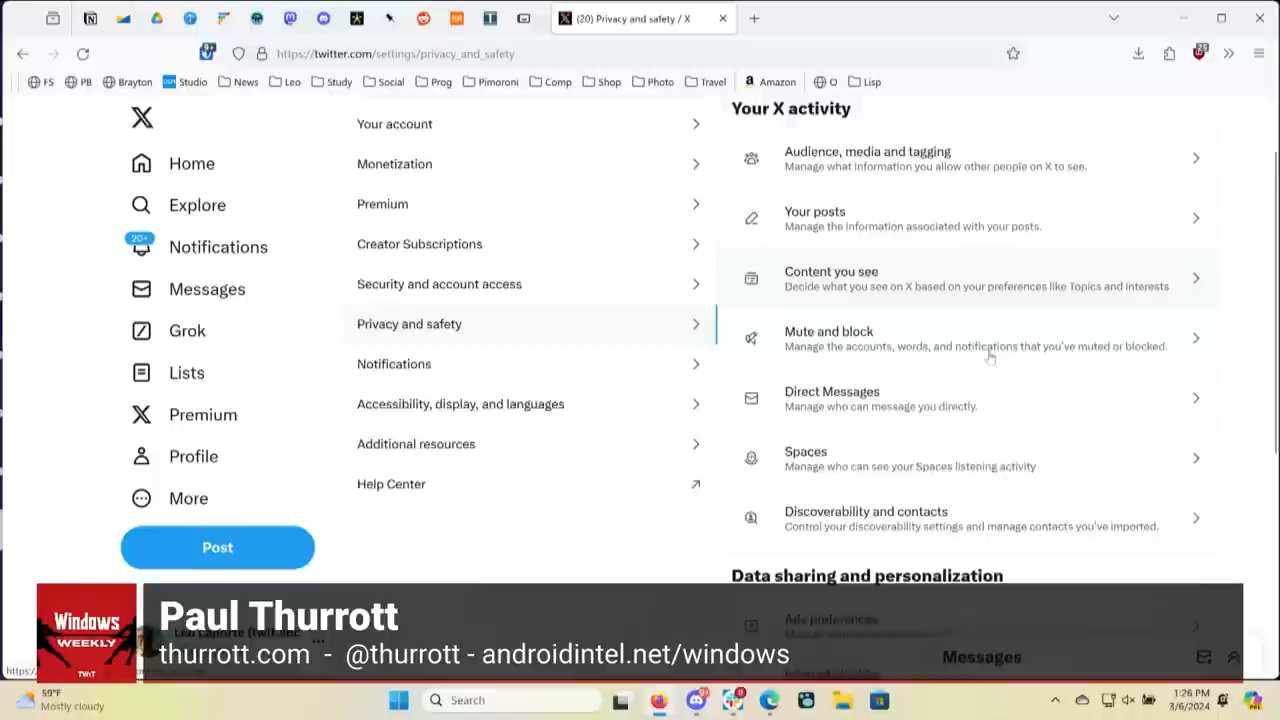 (20) Privacy and safety / X
https://twitter.com/settings/privacy_and_safety
FS
PB
Brayton
Studio
News
Leo
Study
Social
Prog
Pimoroni
Comp
Shop
Photo
Travel
Amazon
O
Lisp
Home
Explore
20+
Notifications
Messages
Grok
Lists
Premium
Profile
More
Post
Your account
Monetization
Premium
Creator Subscriptions
Security and account access
Privacy and safety
Notifications
Accessibility, display, and languages
Additional resources
Help Center
Your X activity
Audience, media and tagging
Manage what information you allow other people on X to see.
Your posts
Manage the information associated with your posts.
Content you see
Decide what you see on X based on your preferences like Topics and interests
Mute and block
Manage the accounts, words, and notifications that you've muted or blocked.
Direct Messages
Manage who can message you directly.
Spaces
Manage who can see your Spaces listening activity
Discoverability and contacts
Control your discoverability settings and manage contacts you've imported.
Data sharing and personalization
Ads preferences
Messages
Windows
WEEKLY
TWiT
Paul Thurrott
thurrott.com - @thurrott - androidintel.net/windows
59°F
Mostly cloudy
Search
1:26 PM
3/6/2024